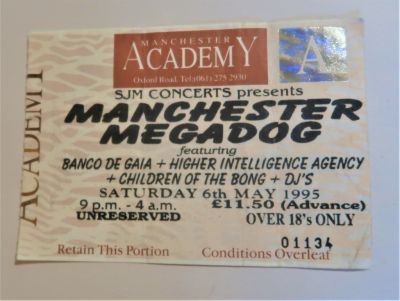 MANCHESTER
ACADEMY
Oxford Road. Tel:(061) 275 2930
A
ACADEMY
SJM CONCERTS presents
MANCHESTER
MEGADOG
featuring
BANCO DE GAIA + HIGHER INTELLIGENCE AGENCY
+ CHILDREN OF THE BONG + DJ'S
SATURDAY 6th MAY 1995
9 p.m. - 4 a.m. £11.50 (Advance)
UNRESERVED OVER 18's ONLY
01134
Retain This Portion Conditions Overleaf